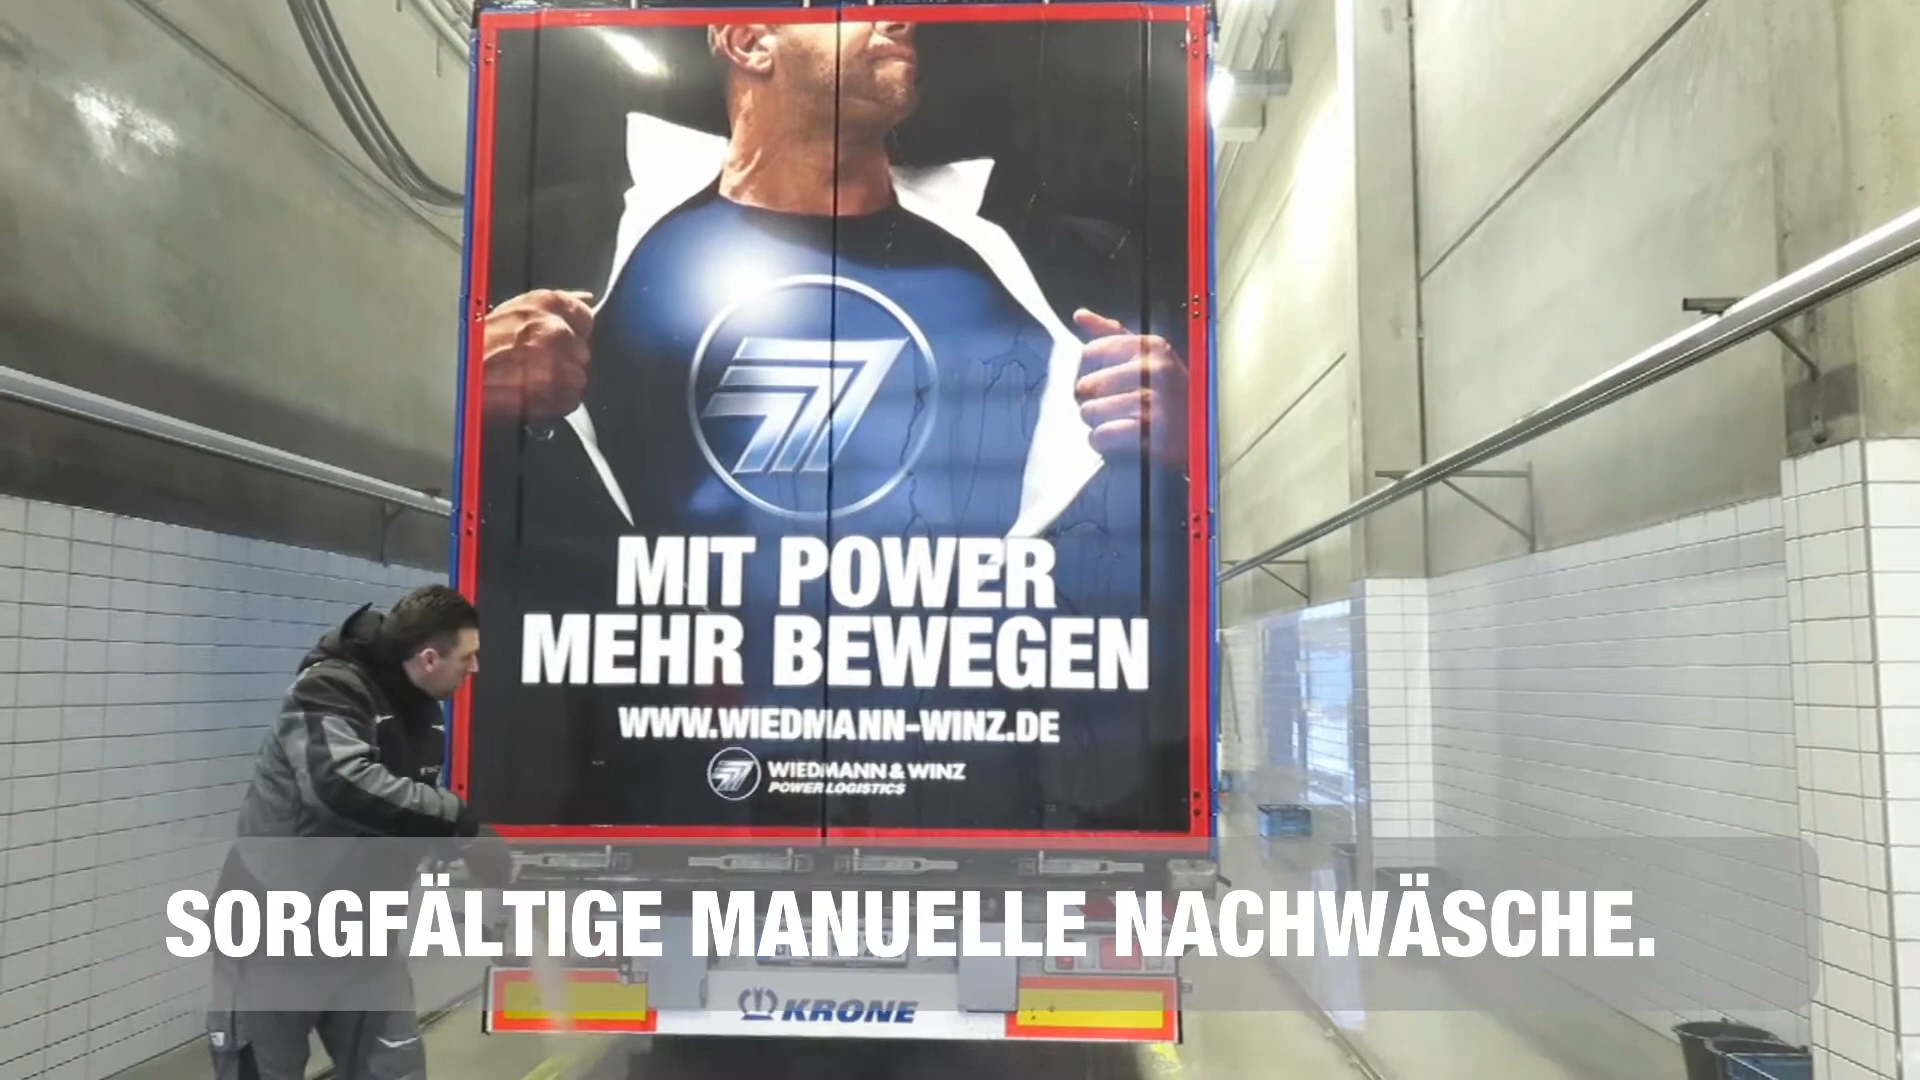 MIT POWER
MEHR BEWEGEN
WWW.WIEDMANN-WINZ.DE
WIEDMANN & WINZ
POWER LOGISTICS
SORGFÄLTIGE MANUELLE NACHWÄSCHE.
KRONE